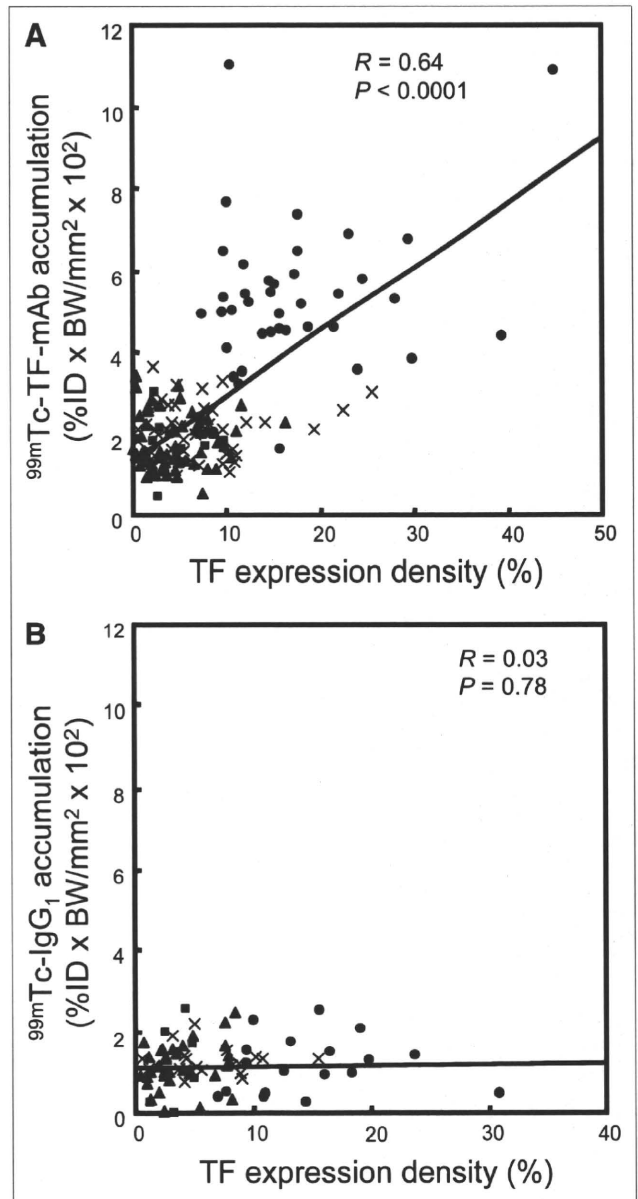 A
12
10
8
6
4
2
0
R = 0.64
P < 0.0001
99mTc-TF-mAb accumulation
(%ID x BW/mm² x 10²)
0 10 20 30 40 50
TF expression density (%)
B
12
10
8
6
4
2
0
R = 0.03
P = 0.78
99mTc-IgG₁ accumulation
(%ID x BW/mm² x 10²)
0 10 20 30 40
TF expression density (%)